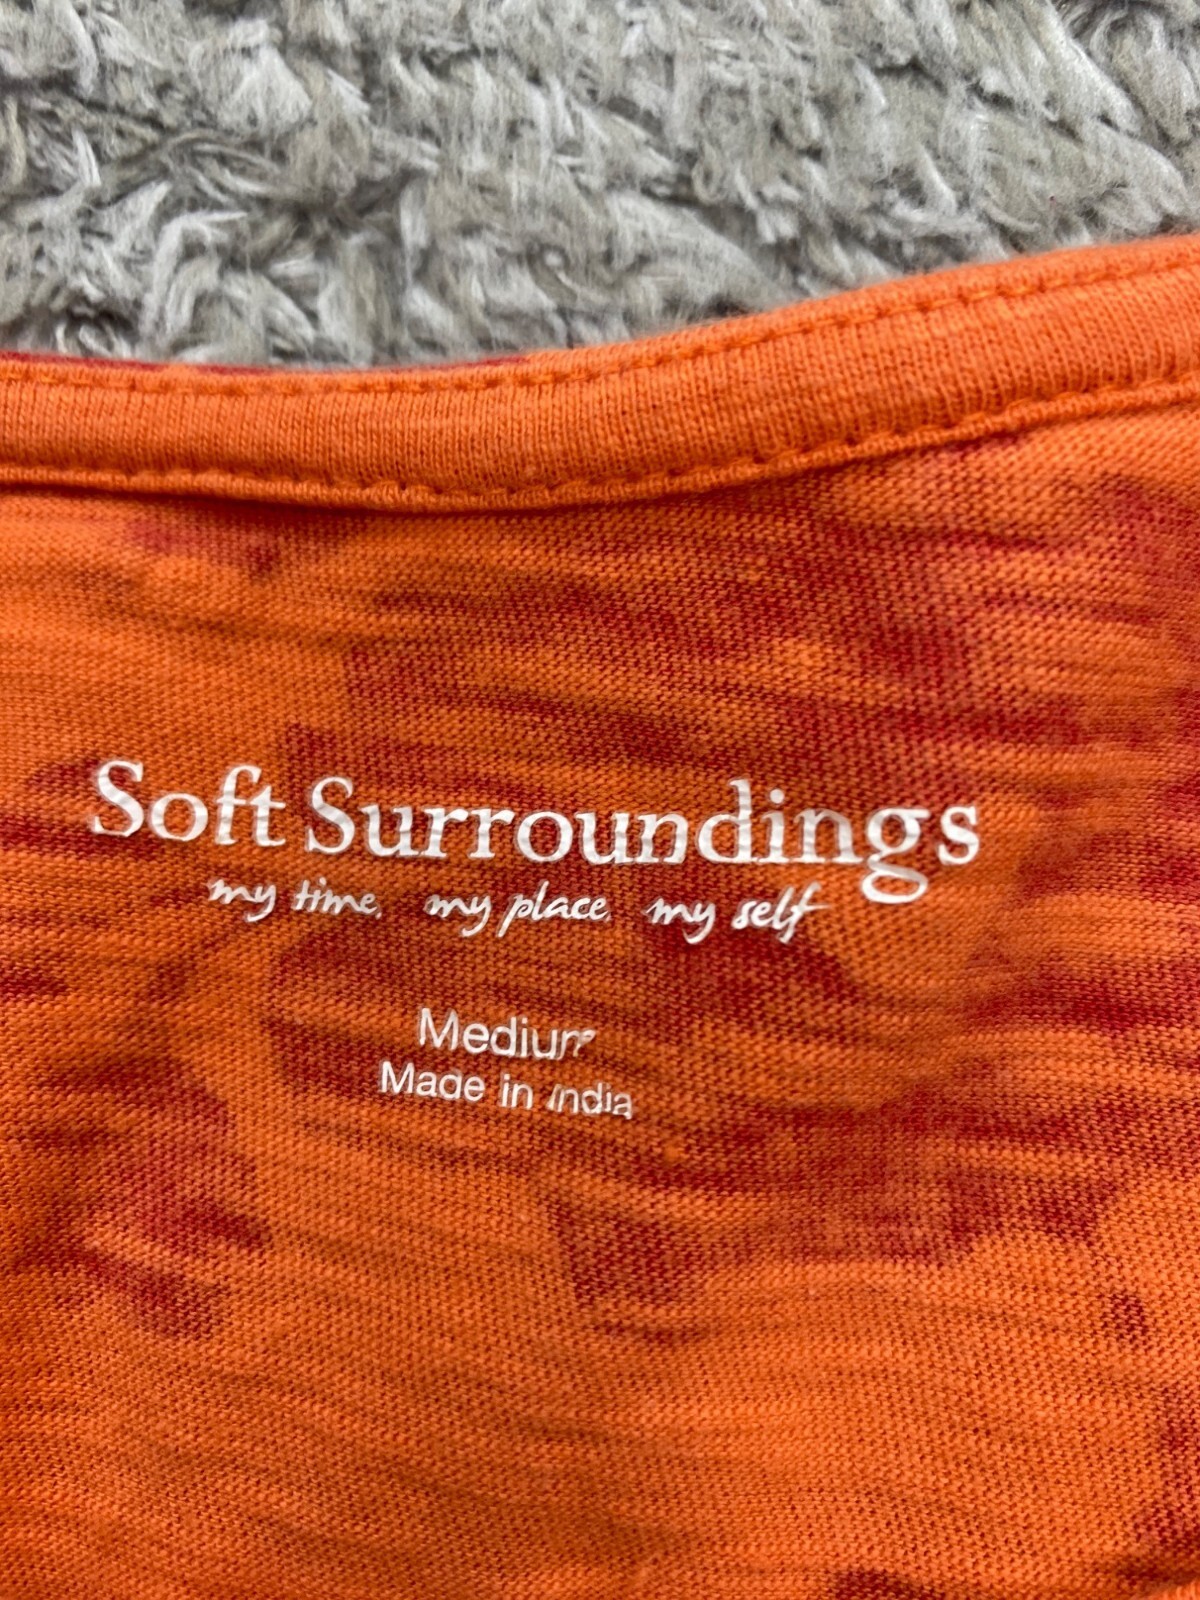 Soft Surroundings
my time. my place. my self
Medium
Made in India